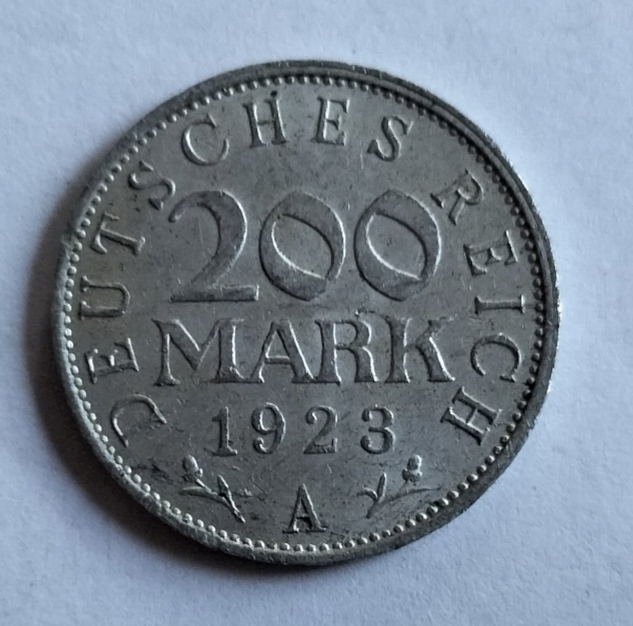 DEUTSCHES REICH
200
MARK
1923
A